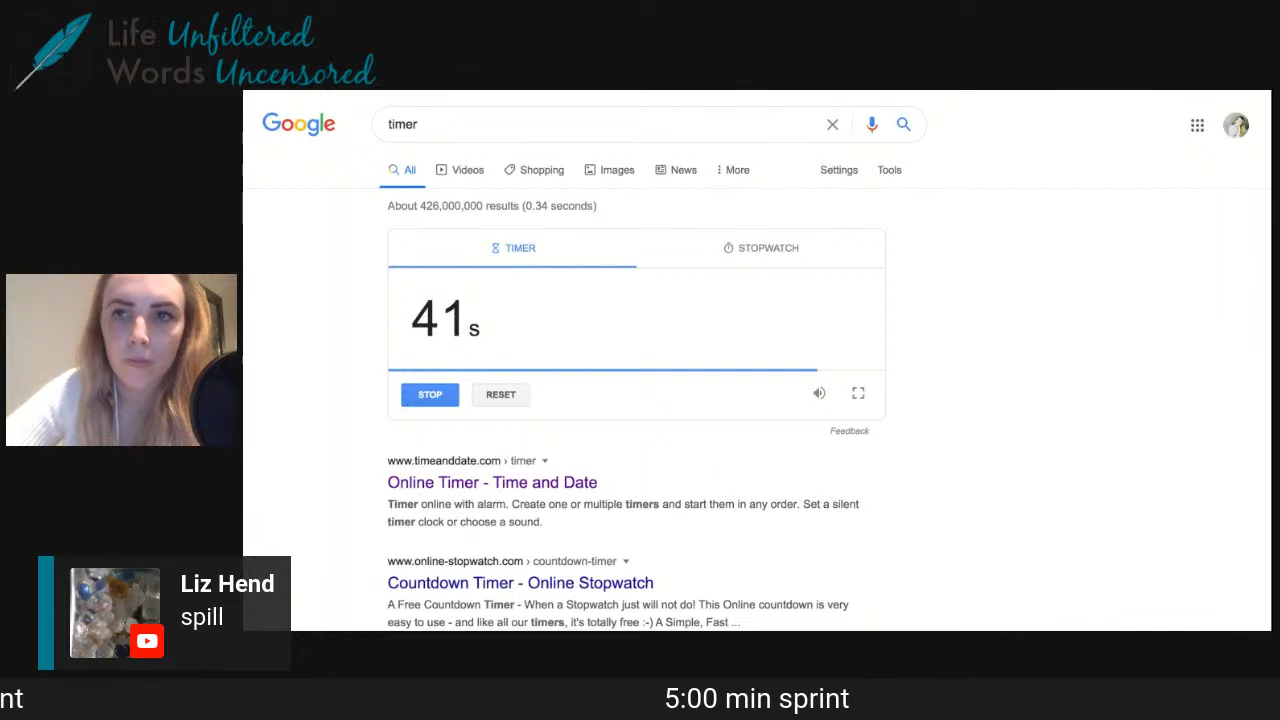 Life Unfiltered
Words Uncensored
Google
timer
All
Videos
Shopping
Images
News
More
Settings
Tools
About 426,000,000 results (0.34 seconds)
TIMER
STOPWATCH
41s
STOP
RESET
Feedback
www.timeanddate.com › timer
Online Timer - Time and Date
Timer online with alarm. Create one or multiple timers and start them in any order. Set a silent
timer clock or choose a sound.
www.online-stopwatch.com › countdown-timer
Countdown Timer - Online Stopwatch
A Free Countdown Timer - When a Stopwatch just will not do! This Online countdown is very
easy to use - and like all our timers, it's totally free :-) A Simple, Fast ...
Liz Hend
spill
nt
5:00 min sprint